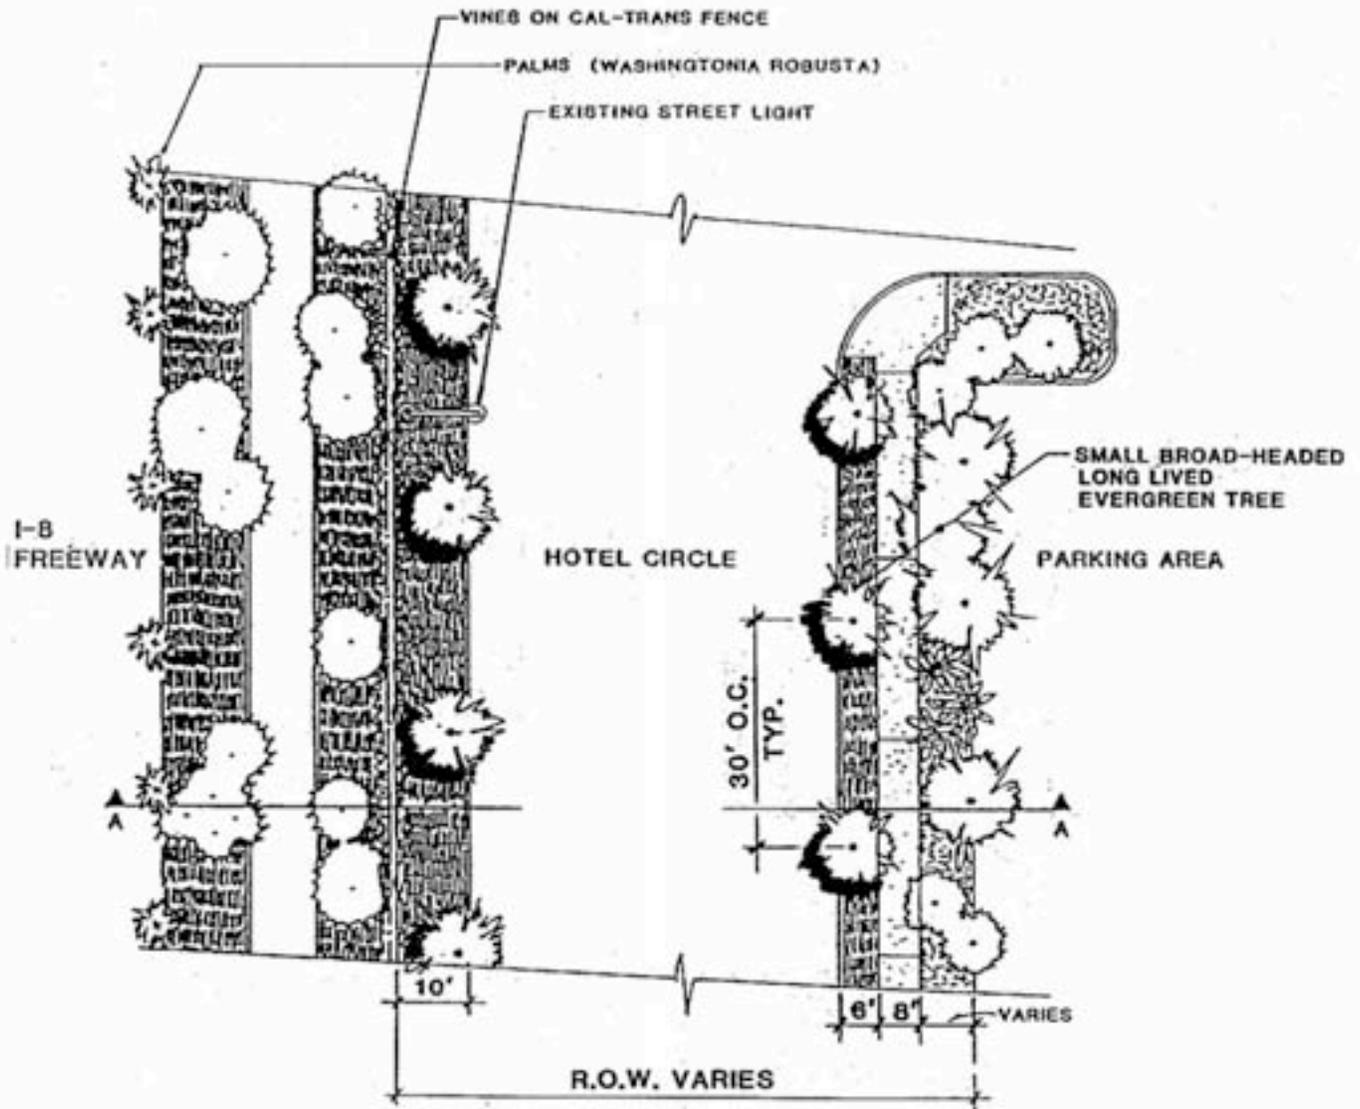 VINES ON CAL-TRANS FENCE
PALMS (WASHINGTONIA ROBUSTA)
EXISTING STREET LIGHT
SMALL BROAD-HEADED
LONG LIVED
EVERGREEN TREE
I-8
FREEWAY
HOTEL CIRCLE
PARKING AREA
30' O.C.
TYP.
A
A
10'
6'
8'
VARIES
R.O.W. VARIES